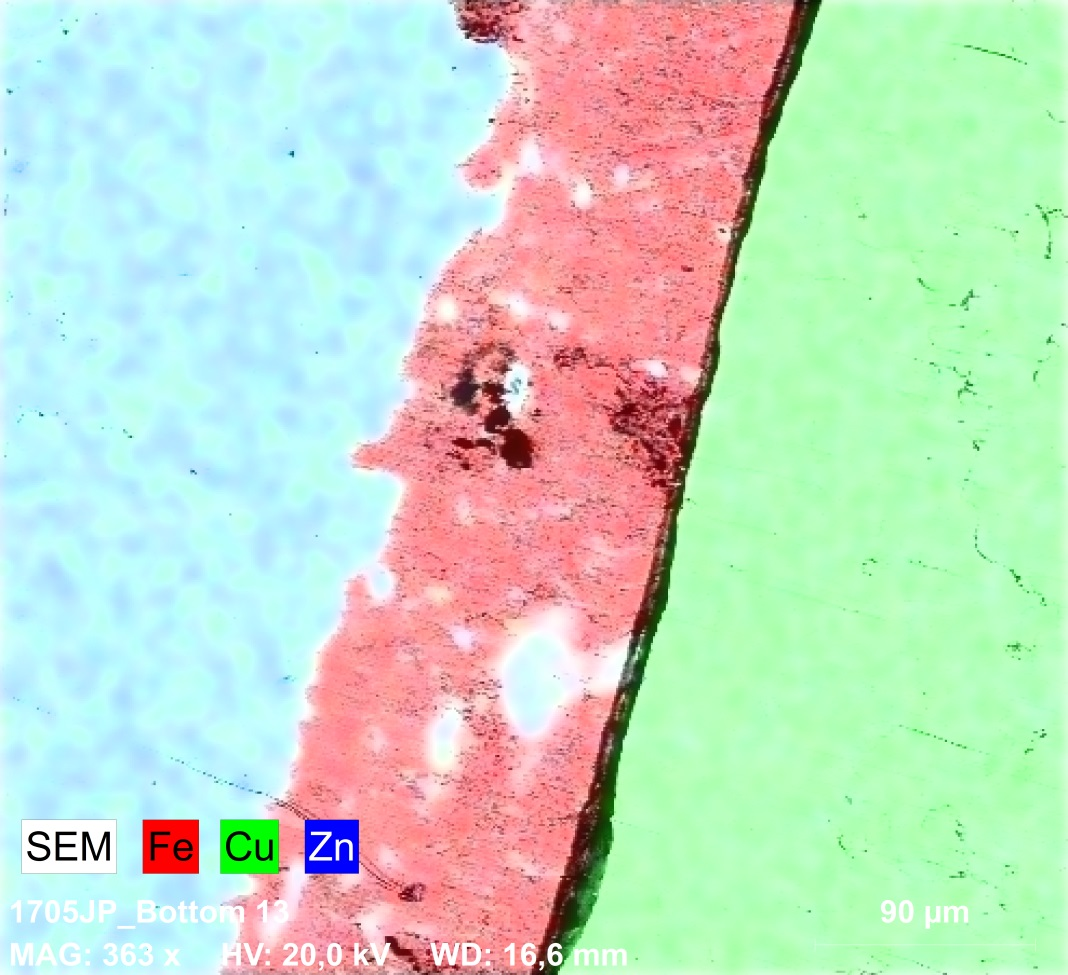 SEM Fe Cu Zn
1705JP_Bottom 13
90 µm
MAG: 363 x HV: 20,0 kV WD: 16,6 mm